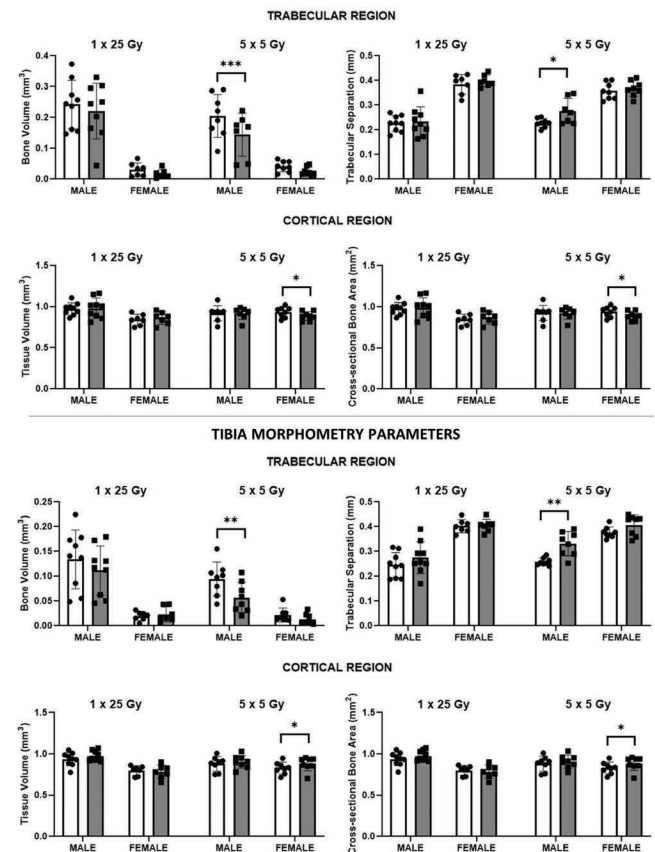 TRABECULAR REGION
1 x 25 Gy 5 x 5 Gy
Bone Volume (mm³)
0.4
0.3
0.2
0.1
0.0
***
MALE FEMALE MALE FEMALE
1 x 25 Gy 5 x 5 Gy
Trabecular Separation (mm)
0.5
0.4
0.3
0.2
0.1
0.0
*
MALE FEMALE MALE FEMALE
CORTICAL REGION
1 x 25 Gy 5 x 5 Gy
Tissue Volume (mm³)
1.5
1.0
0.5
0.0
*
MALE FEMALE MALE FEMALE
1 x 25 Gy 5 x 5 Gy
Cross-sectional Bone Area (mm²)
1.5
1.0
0.5
0.0
*
MALE FEMALE MALE FEMALE
TIBIA MORPHOMETRY PARAMETERS
TRABECULAR REGION
1 x 25 Gy 5 x 5 Gy
Bone Volume (mm³)
0.25
0.20
0.15
0.10
0.05
0.00
**
MALE FEMALE MALE FEMALE
1 x 25 Gy 5 x 5 Gy
Trabecular Separation (mm)
0.5
0.4
0.3
0.2
0.1
0.0
**
MALE FEMALE MALE FEMALE
CORTICAL REGION
1 x 25 Gy 5 x 5 Gy
Tissue Volume (mm³)
1.5
1.0
0.5
0.0
*
MALE FEMALE MALE FEMALE
1 x 25 Gy 5 x 5 Gy
Cross-sectional Bone Area (mm²)
1.5
1.0
0.5
0.0
*
MALE FEMALE MALE FEMALE